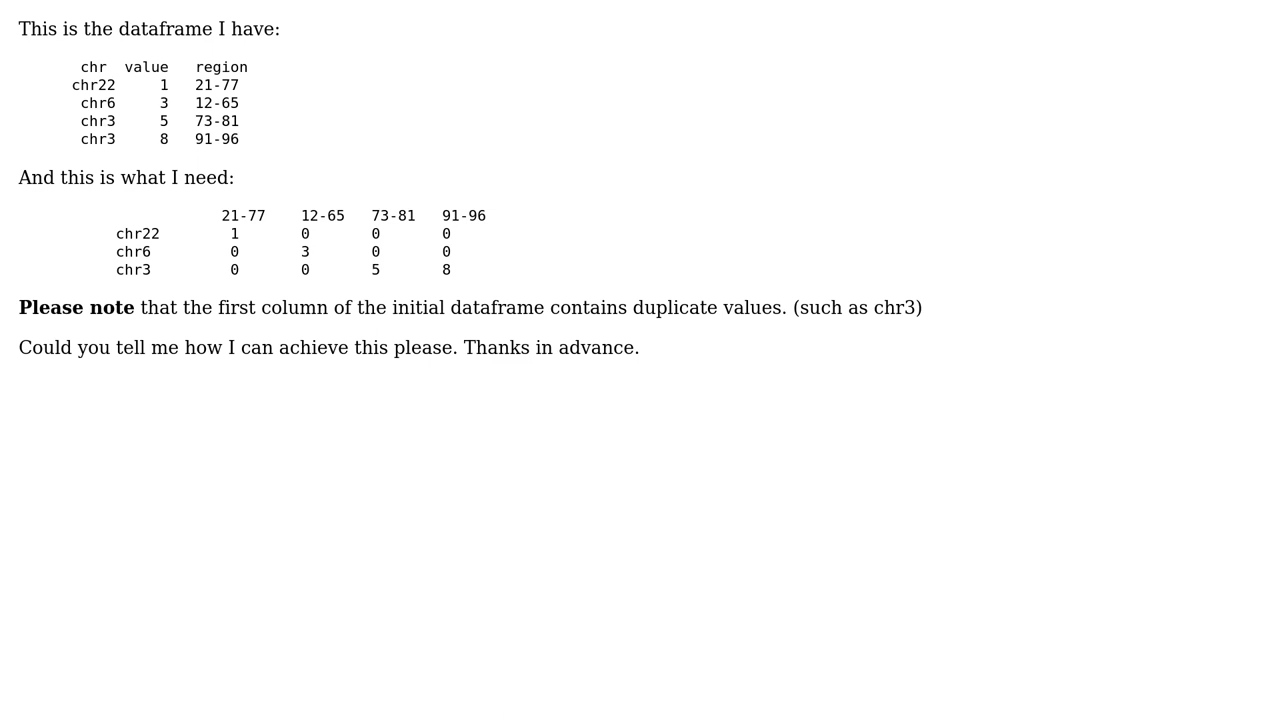 This is the dataframe I have:
chr  value   region
chr22     1   21-77
chr6     3   12-65
chr3     5   73-81
chr3     8   91-96
And this is what I need:
21-77    12-65   73-81   91-96
chr22        1       0       0       0
chr6         0       3       0       0
chr3         0       0       5       8
Please note that the first column of the initial dataframe contains duplicate values. (such as chr3)
Could you tell me how I can achieve this please. Thanks in advance.